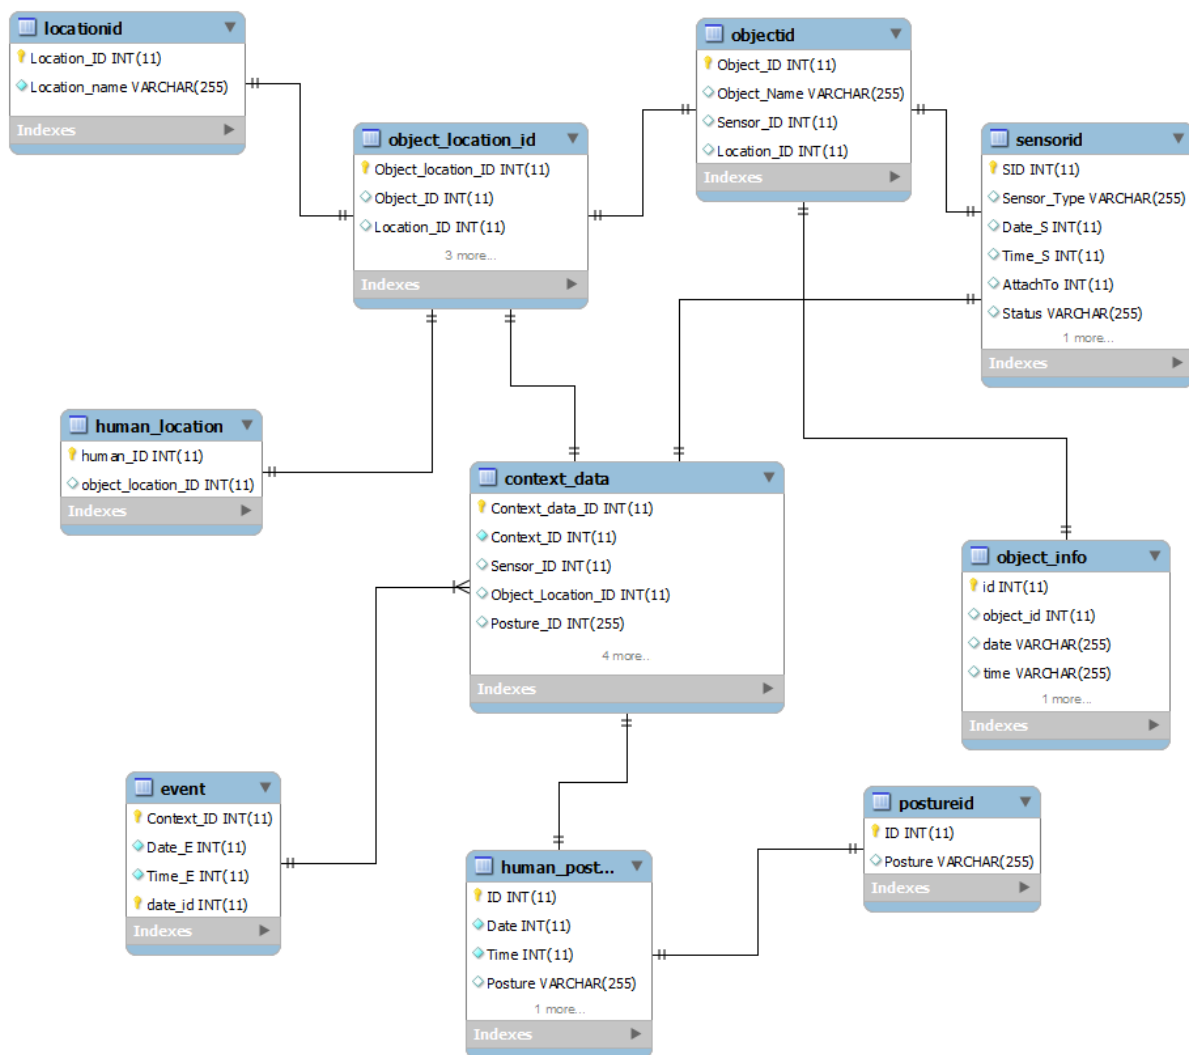 locationid
Location_ID INT(11)
Location_name VARCHAR(255)
Indexes
objectid
Object_ID INT(11)
Object_Name VARCHAR(255)
Sensor_ID INT(11)
Location_ID INT(11)
Indexes
object_location_id
Object_location_ID INT(11)
Object_ID INT(11)
Location_ID INT(11)
3 more...
Indexes
sensorid
SID INT(11)
Sensor_Type VARCHAR(255)
Date_S INT(11)
Time_S INT(11)
AttachTo INT(11)
Status VARCHAR(255)
1 more...
Indexes
human_location
human_ID INT(11)
object_location_ID INT(11)
Indexes
context_data
Context_data_ID INT(11)
Context_ID INT(11)
Sensor_ID INT(11)
Object_Location_ID INT(11)
Posture_ID INT(255)
4 more..
Indexes
object_info
id INT(11)
object_id INT(11)
date VARCHAR(255)
time VARCHAR(255)
1 more...
Indexes
event
Context_ID INT(11)
Date_E INT(11)
Time_E INT(11)
date_id INT(11)
Indexes
human_post...
ID INT(11)
Date INT(11)
Time INT(11)
Posture VARCHAR(255)
1 more...
Indexes
postureid
ID INT(11)
Posture VARCHAR(255)
Indexes